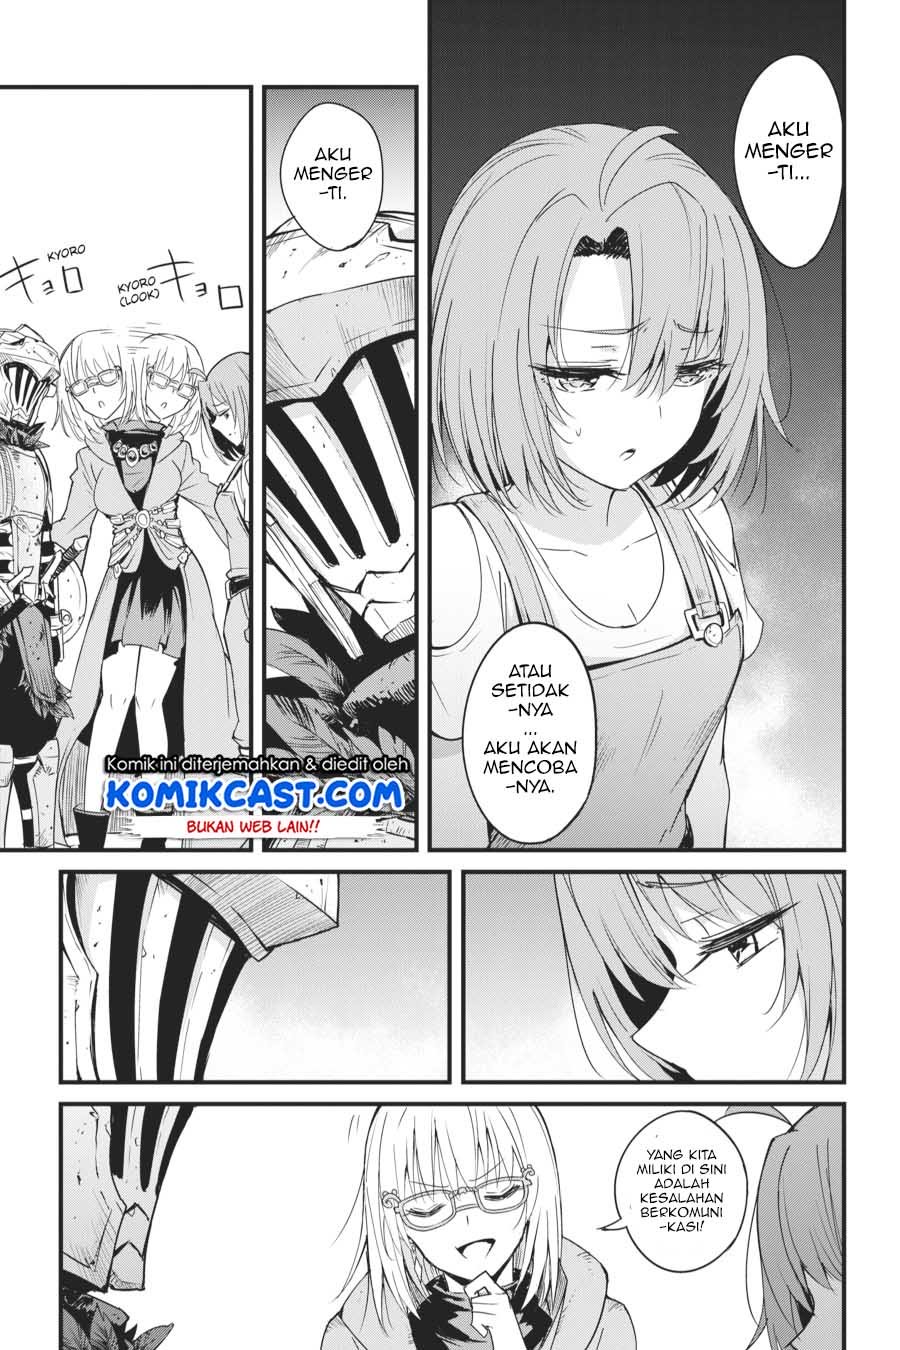 AKU
MENGER
-TI...
ATAU
SETIDAK
-NYA
...
AKU AKAN
MENCOBA
-NYA.
AKU
MENGER
-TI.
キョロ
KYORO
キョロ
KYORO
(LOOK)
Komik ini diterjemahkan & diedit oleh
KOMIKCAST.COM
BUKAN WEB LAIN!!
YANG KITA
MILIKI DI SINI
ADALAH
KESALAHAN
BERKOMUNI
-KASI!